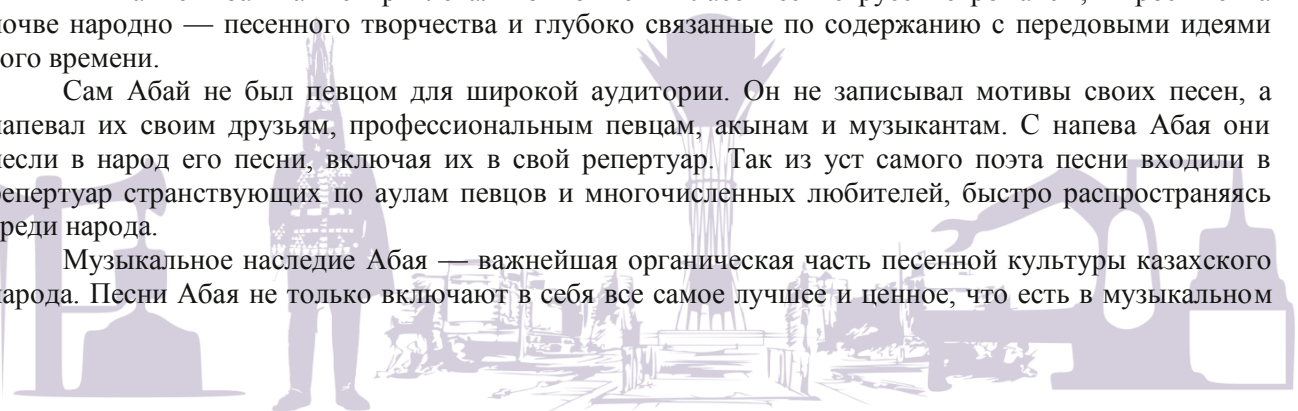 почве народно — песенного творчества и глубоко связанные по содержанию с передовыми идеями
того времени.
Сам Абай не был певцом для широкой аудитории. Он не записывал мотивы своих песен, а
напевал их своим друзьям, профессиональным певцам, акынам и музыкантам. С напева Абая они
несли в народ его песни, включая их в свой репертуар. Так из уст самого поэта песни входили в
репертуар странствующих по аулам певцов и многочисленных любителей, быстро распространяясь
среди народа.
Музыкальное наследие Абая — важнейшая органическая часть песенной культуры казахского
народа. Песни Абая не только включают в себя все самое лучшее и ценное, что есть в музыкальном